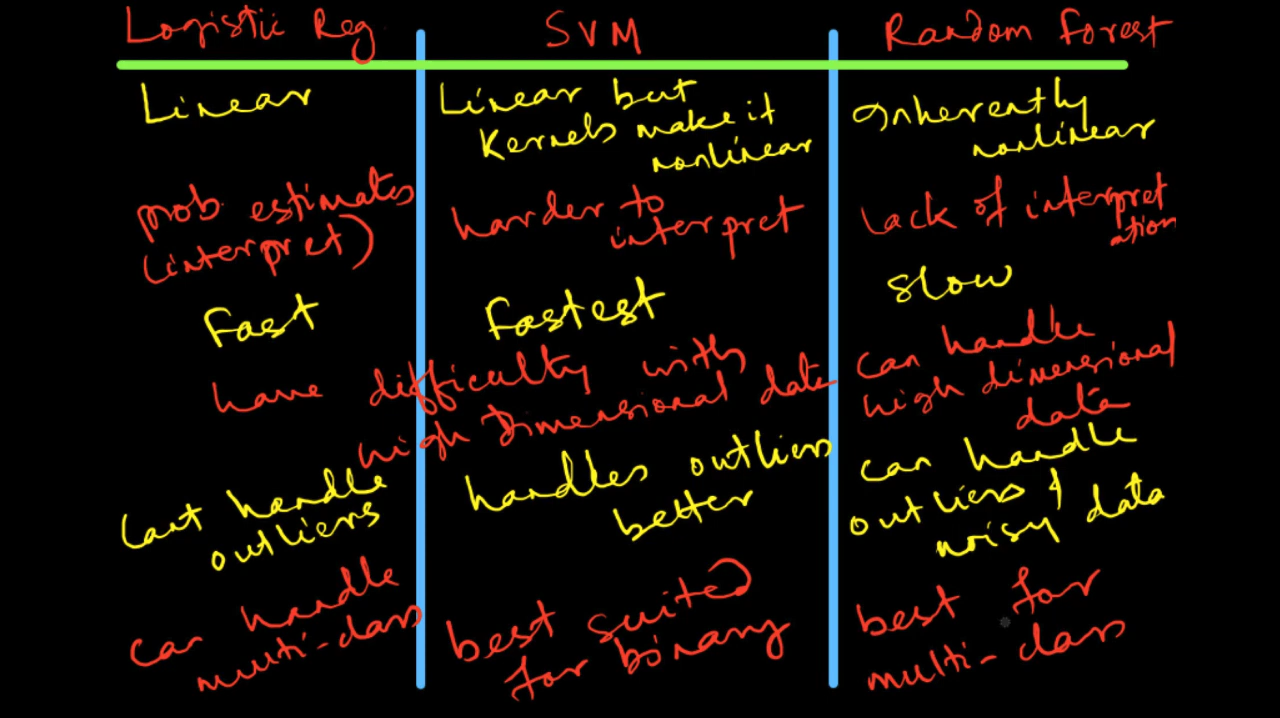 Logistic Reg
SVM
Random Forest
Linear
Linear but
Kernels make it
nonlinear
Inherently
nonlinear
prob estimates
(interpret)
harder to
interpret
lack of interpret
ation
Fast
Fastest
slow
have difficulty with
high dimensional data
can handle
high dimensional
data
Cant handle
outliers
handles outliers
better
can handle
outliers &
noisy data
can handle
multi-class
best suited
for binary
best for
multi-class